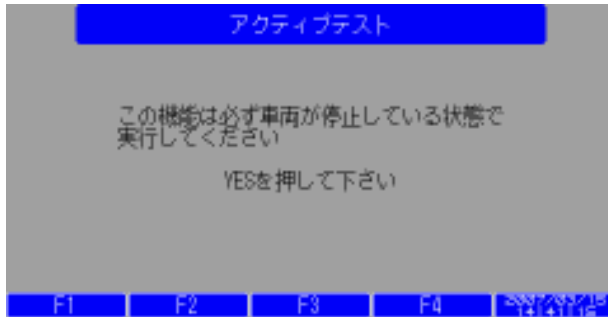 アクティブテスト
この機能は必ず車両が停止している状態で
実行してください
YESを押して下さい
F1 F2 F3 F4